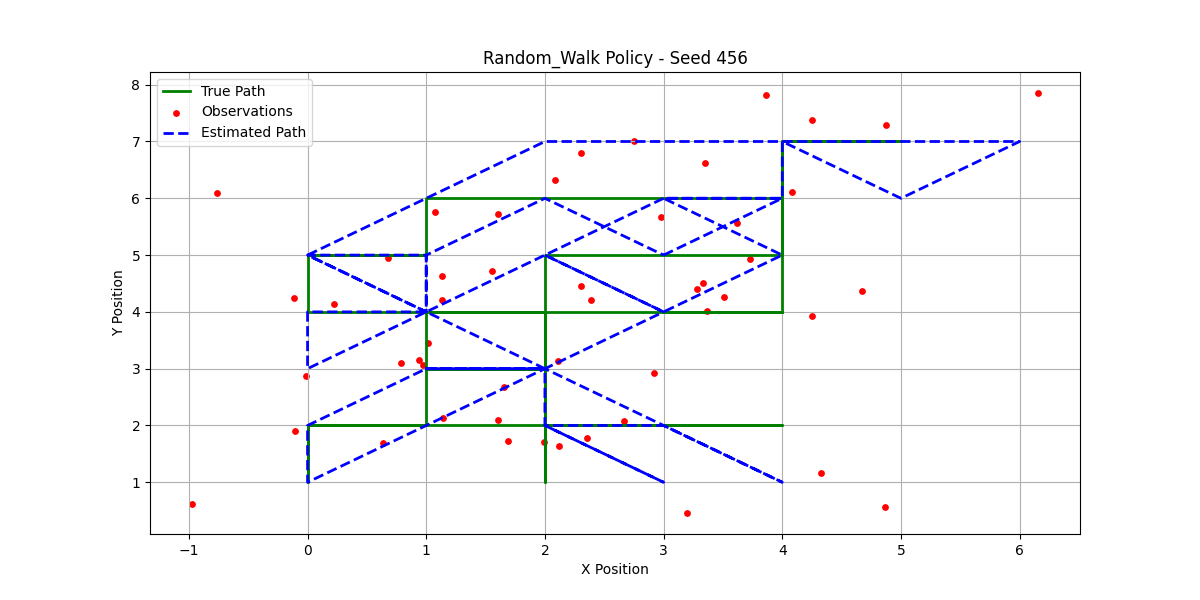 Random_Walk Policy - Seed 456
True Path
Observations
Estimated Path
Y Position
8
7
6
5
4
3
2
1
−1 0 1 2 3 4 5 6
X Position